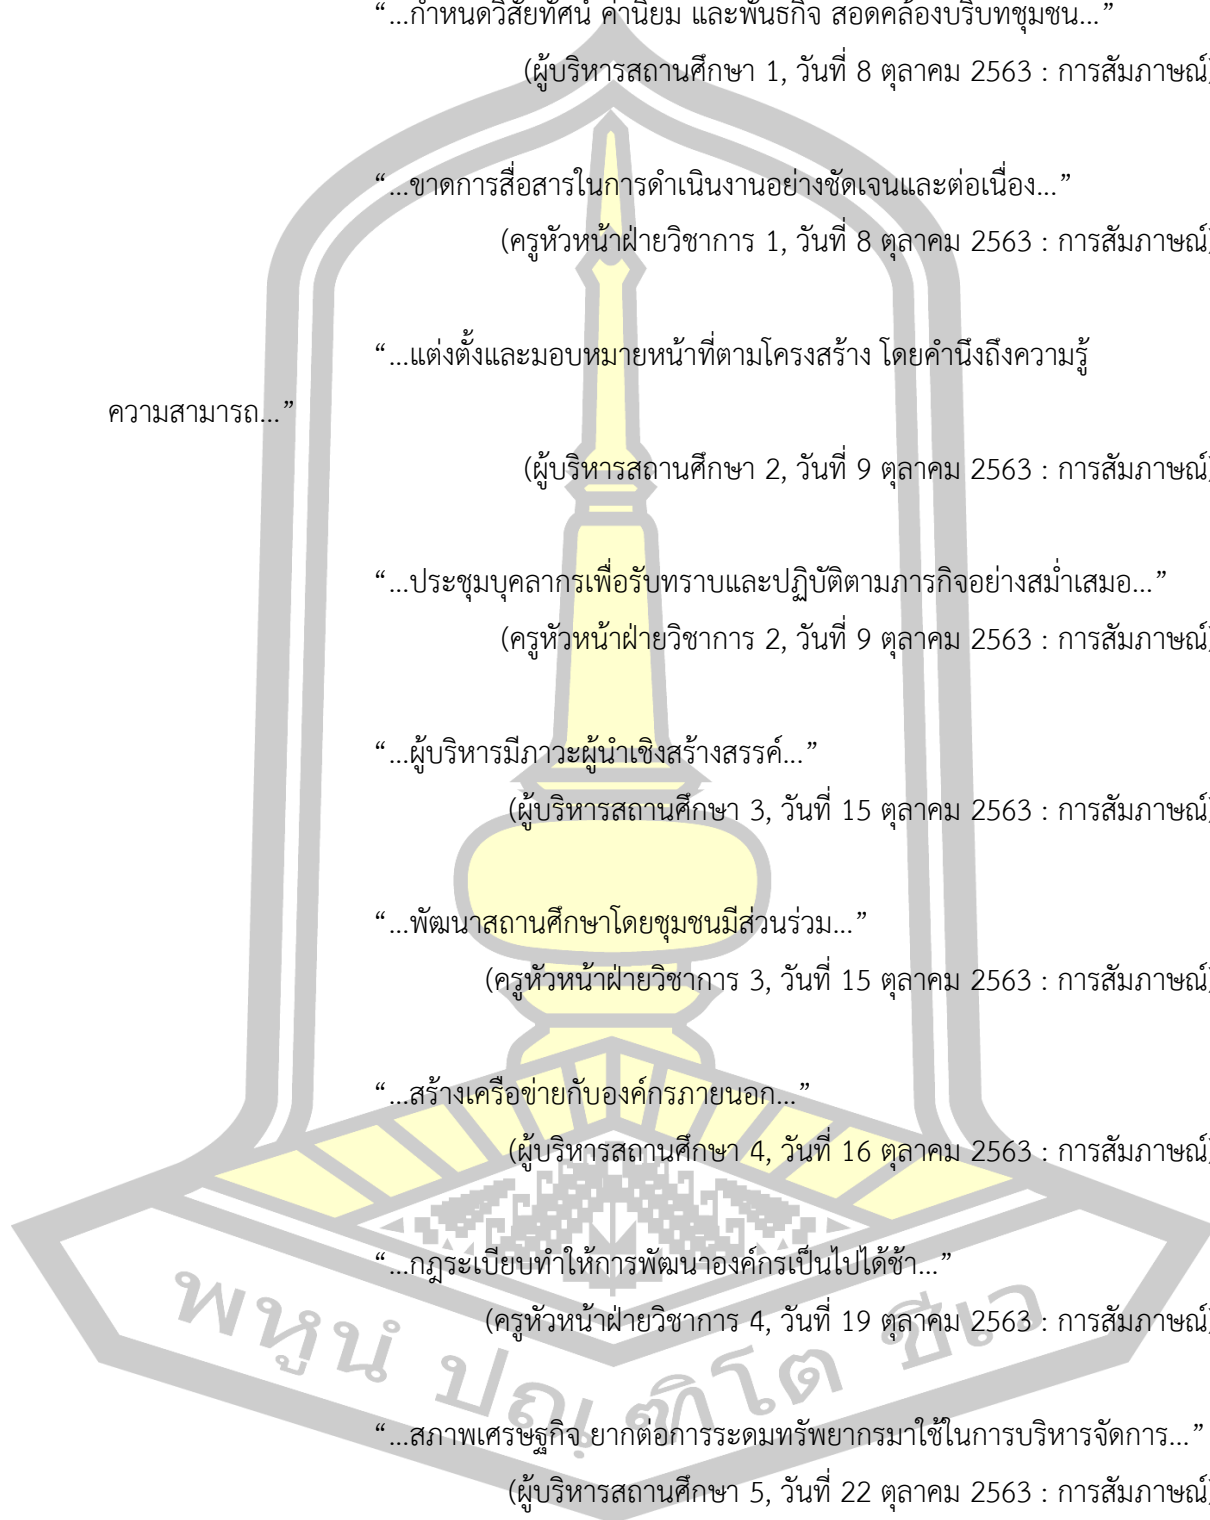 “...กำหนดวิสัยทัศน์ ค่านิยม และพันธกิจ สอดคล้องบริบทชุมชน...”
(ผู้บริหารสถานศึกษา 1, วันที่ 8 ตุลาคม 2563 : การสัมภาษณ์)
“...ขาดการสื่อสารในการดำเนินงานอย่างชัดเจนและต่อเนื่อง...”
(ครูหัวหน้าฝ่ายวิชาการ 1, วันที่ 8 ตุลาคม 2563 : การสัมภาษณ์)
“...แต่งตั้งและมอบหมายหน้าที่ตามโครงสร้าง โดยคำนึงถึงความรู้
ความสามารถ...”
(ผู้บริหารสถานศึกษา 2, วันที่ 9 ตุลาคม 2563 : การสัมภาษณ์)
“...ประชุมบุคลากรเพื่อรับทราบและปฏิบัติตามภารกิจอย่างสม่ำเสมอ...”
(ครูหัวหน้าฝ่ายวิชาการ 2, วันที่ 9 ตุลาคม 2563 : การสัมภาษณ์)
“...ผู้บริหารมีภาวะผู้นำเชิงสร้างสรรค์...”
(ผู้บริหารสถานศึกษา 3, วันที่ 15 ตุลาคม 2563 : การสัมภาษณ์)
“...พัฒนาสถานศึกษาโดยชุมชนมีส่วนร่วม...”
(ครูหัวหน้าฝ่ายวิชาการ 3, วันที่ 15 ตุลาคม 2563 : การสัมภาษณ์)
“...สร้างเครือข่ายกับองค์กรภายนอก...”
(ผู้บริหารสถานศึกษา 4, วันที่ 16 ตุลาคม 2563 : การสัมภาษณ์)
“...กฎระเบียบทำให้การพัฒนาองค์กรเป็นไปได้ช้า...”
(ครูหัวหน้าฝ่ายวิชาการ 4, วันที่ 19 ตุลาคม 2563 : การสัมภาษณ์)
พหูนํ ปณฺฑิโต ชีเว
“...สภาพเศรษฐกิจ ยากต่อการระดมทรัพยากรมาใช้ในการบริหารจัดการ...”
(ผู้บริหารสถานศึกษา 5, วันที่ 22 ตุลาคม 2563 : การสัมภาษณ์)